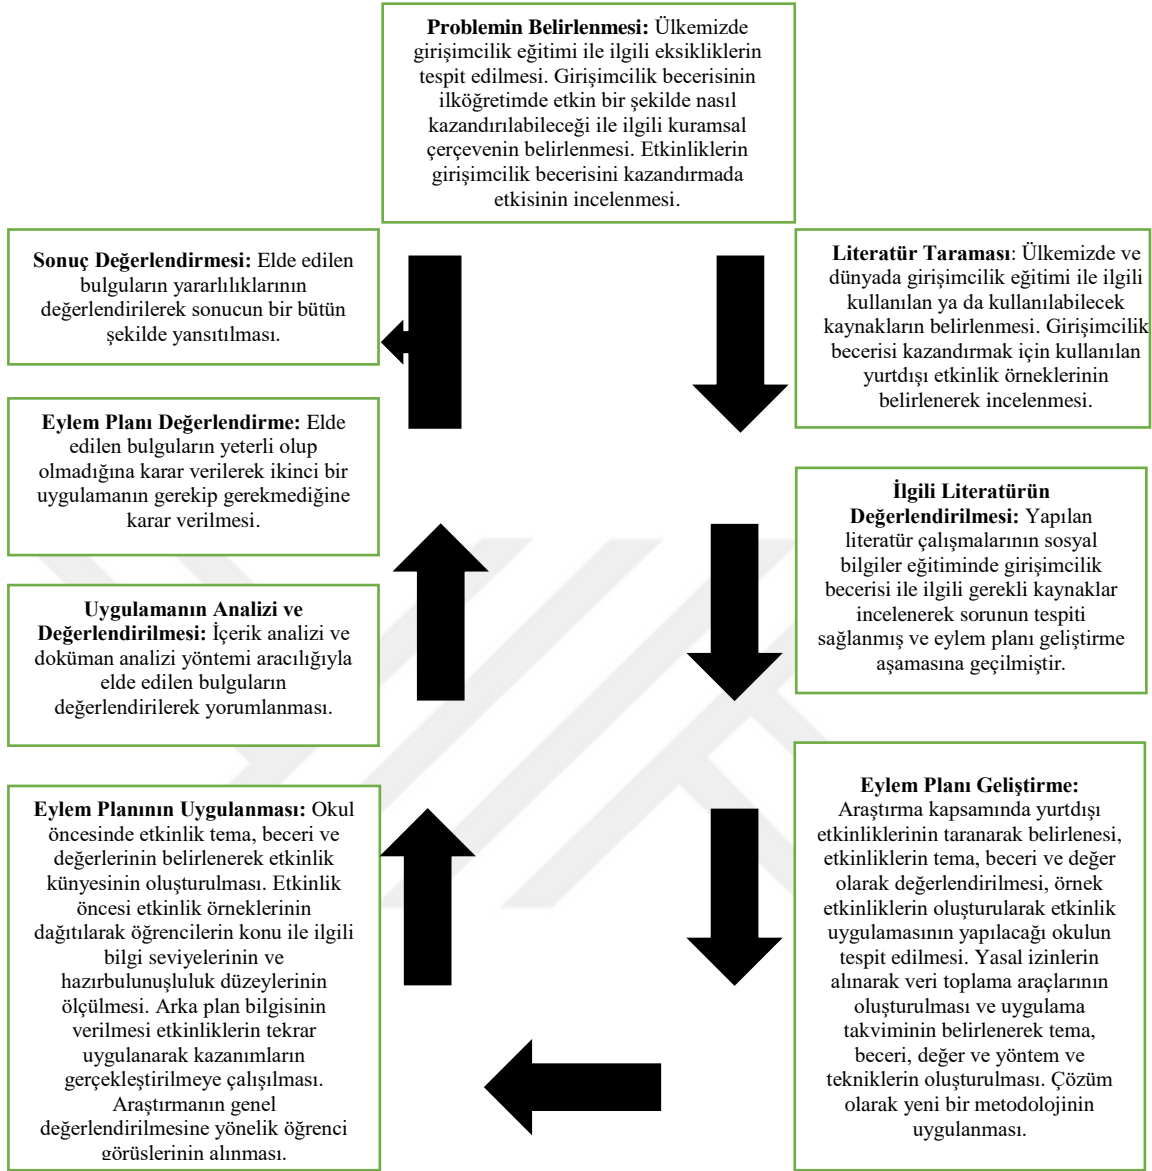 Problemin Belirlenmesi: Ülkemizde
girişimcilik eğitimi ile ilgili eksikliklerin
tespit edilmesi. Girişimcilik becerisinin
ilköğretimde etkin bir şekilde nasıl
kazandırılabileceği ile ilgili kuramsal
çerçevenin belirlenmesi. Etkinliklerin
girişimcilik becerisini kazandırmada
etkisinin incelenmesi.
Literatür Taraması: Ülkemizde ve
dünyada girişimcilik eğitimi ile ilgili
kullanılan ya da kullanılabilecek
kaynakların belirlenmesi. Girişimcilik
becerisi kazandırmak için kullanılan
yurtdışı etkinlik örneklerinin
belirlenerek incelenmesi.
İlgili Literatürün
Değerlendirilmesi: Yapılan
literatür çalışmalarının sosyal
bilgiler eğitiminde girişimcilik
becerisi ile ilgili gerekli kaynaklar
incelenerek sorunun tespiti
sağlanmış ve eylem planı geliştirme
aşamasına geçilmiştir.
Eylem Planı Geliştirme:
Araştırma kapsamında yurtdışı
etkinliklerinin taranarak belirlenesi,
etkinliklerin tema, beceri ve değer
olarak değerlendirilmesi, örnek
etkinliklerin oluşturularak etkinlik
uygulamasının yapılacağı okulun
tespit edilmesi. Yasal izinlerin
alınarak veri toplama araçlarının
oluşturulması ve uygulama
takviminin belirlenerek tema,
beceri, değer ve yöntem ve
tekniklerin oluşturulması. Çözüm
olarak yeni bir metodolojinin
uygulanması.
Eylem Planının Uygulanması: Okul
öncesinde etkinlik tema, beceri ve
değerlerinin belirlenerek etkinlik
künyesinin oluşturulması. Etkinlik
öncesi etkinlik örneklerinin
dağıtılarak öğrencilerin konu ile ilgili
bilgi seviyelerinin ve
hazırbulunuşluluk düzeylerinin
ölçülmesi. Arka plan bilgisinin
verilmesi etkinliklerin tekrar
uygulanarak kazanımların
gerçekleştirilmeye çalışılması.
Araştırmanın genel
değerlendirilmesine yönelik öğrenci
görüşlerinin alınması.
Uygulamanın Analizi ve
Değerlendirilmesi: İçerik analizi ve
doküman analizi yöntemi aracılığıyla
elde edilen bulguların
değerlendirilerek yorumlanması.
Eylem Planı Değerlendirme: Elde
edilen bulguların yeterli olup
olmadığına karar verilerek ikinci bir
uygulamanın gerekip gerekmediğine
karar verilmesi.
Sonuç Değerlendirmesi: Elde edilen
bulguların yararlılıklarının
değerlendirilerek sonucun bir bütün
şekilde yansıtılması.